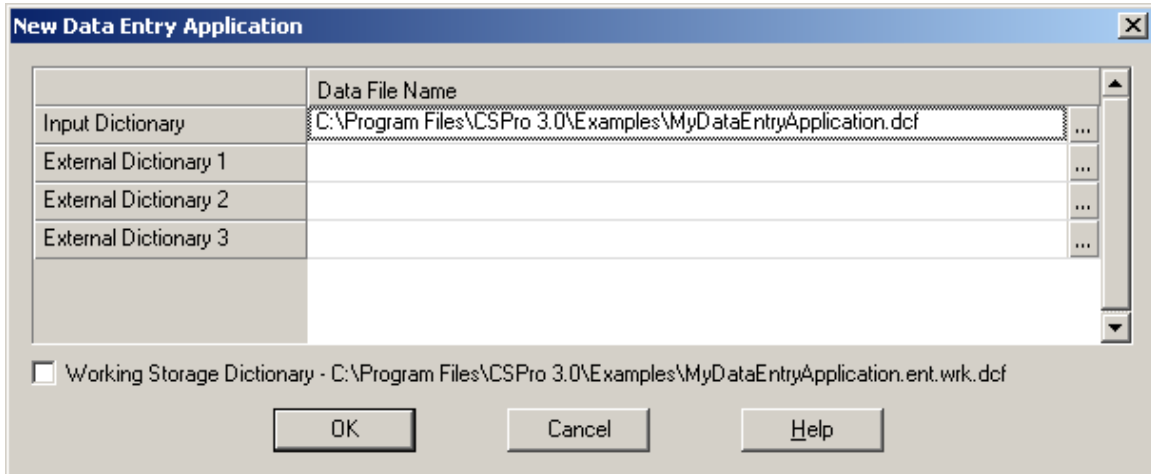 New Data Entry Application
Data File Name
Input Dictionary C:\Program Files\CSPro 3.0\Examples\MyDataEntryApplication.dcf ...
External Dictionary 1 ...
External Dictionary 2 ...
External Dictionary 3 ...
Working Storage Dictionary - C:\Program Files\CSPro 3.0\Examples\MyDataEntryApplication.ent.wrk.dcf
OK Cancel Help